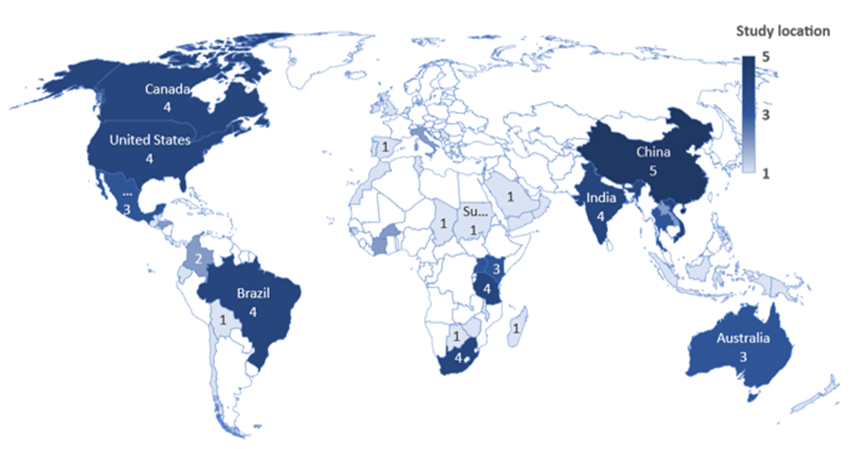 Study location
5
3
1
Canada
4
United States
4
...
3
2
Brazil
4
1
1
1
Su...
1
1
3
4
1
4
1
China
5
India
4
Australia
3